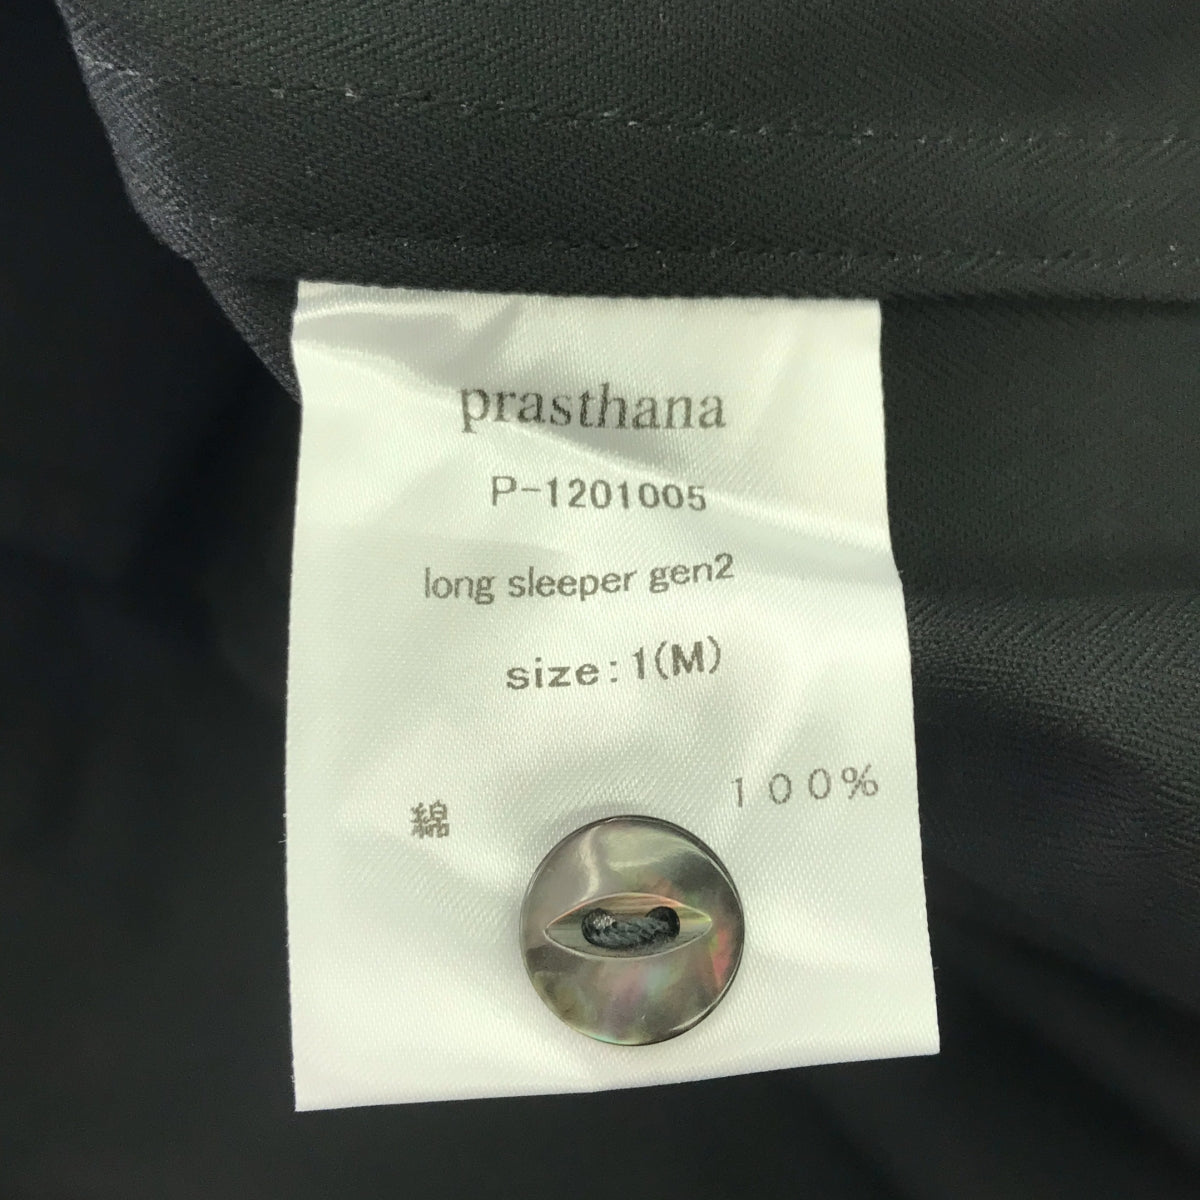 prasthana
P-1201005
long sleeper gen2
size: 1(M)
綿 100%